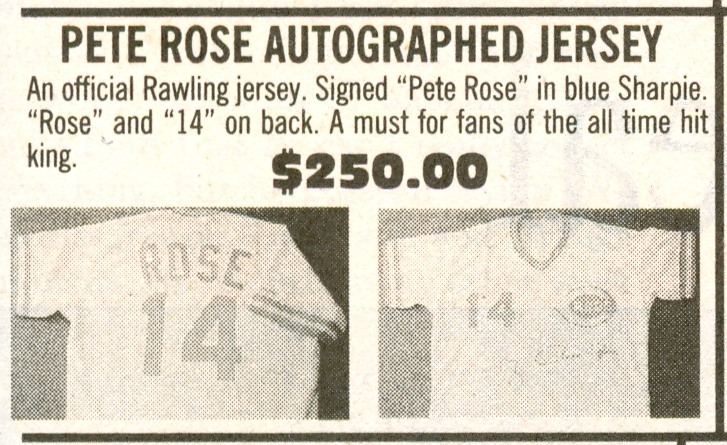 PETE ROSE AUTOGRAPHED JERSEY
An official Rawling jersey. Signed "Pete Rose" in blue Sharpie.
"Rose" and "14" on back. A must for fans of the all time hit
king.
$250.00
ROSE
14
14